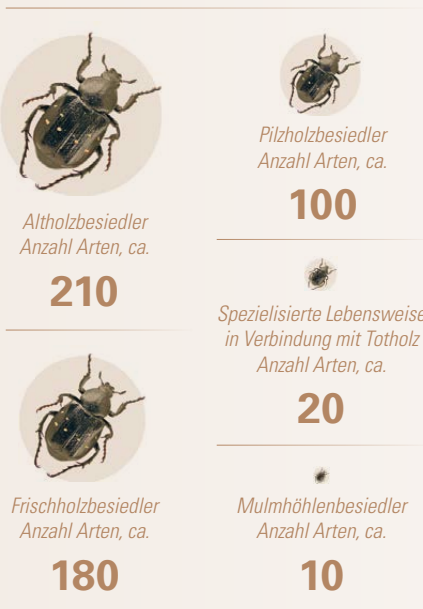 Altholzbesiedler
Anzahl Arten, ca.
210
Frischholzbesiedler
Anzahl Arten, ca.
180
Pilzholzbesiedler
Anzahl Arten, ca.
100
Spezielisierte Lebensweise
in Verbindung mit Totholz
Anzahl Arten, ca.
20
Mulmhöhlenbesiedler
Anzahl Arten, ca.
10